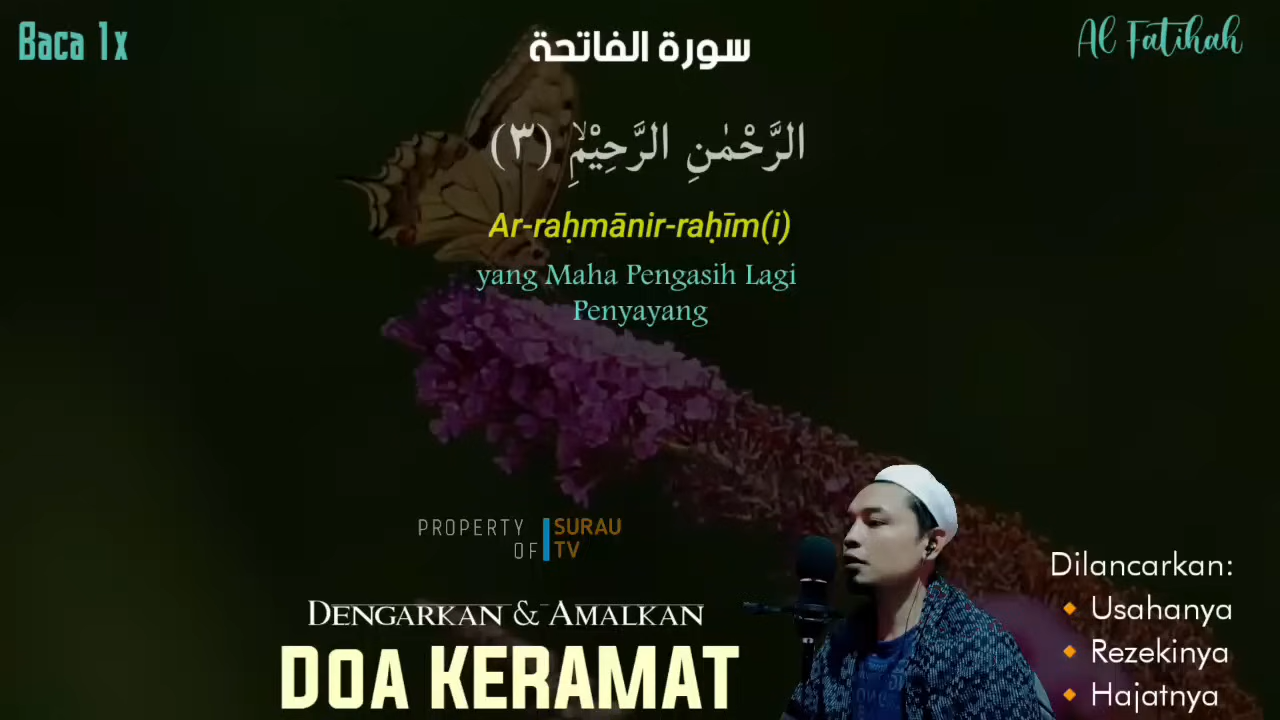 Baca 1x
سورة الفاتحة
Al Fatihah
الرَّحْمٰنِ الرَّحِيْمِۙ (٣)
Ar-raḥmānir-raḥīm(i)
yang Maha Pengasih Lagi
Penyayang
PROPERTY OF
SURAU TV
DENGARKAN & AMALKAN
DOA KERAMAT
Dilancarkan:
🔸 Usahanya
🔸 Rezekinya
🔸 Hajatnya